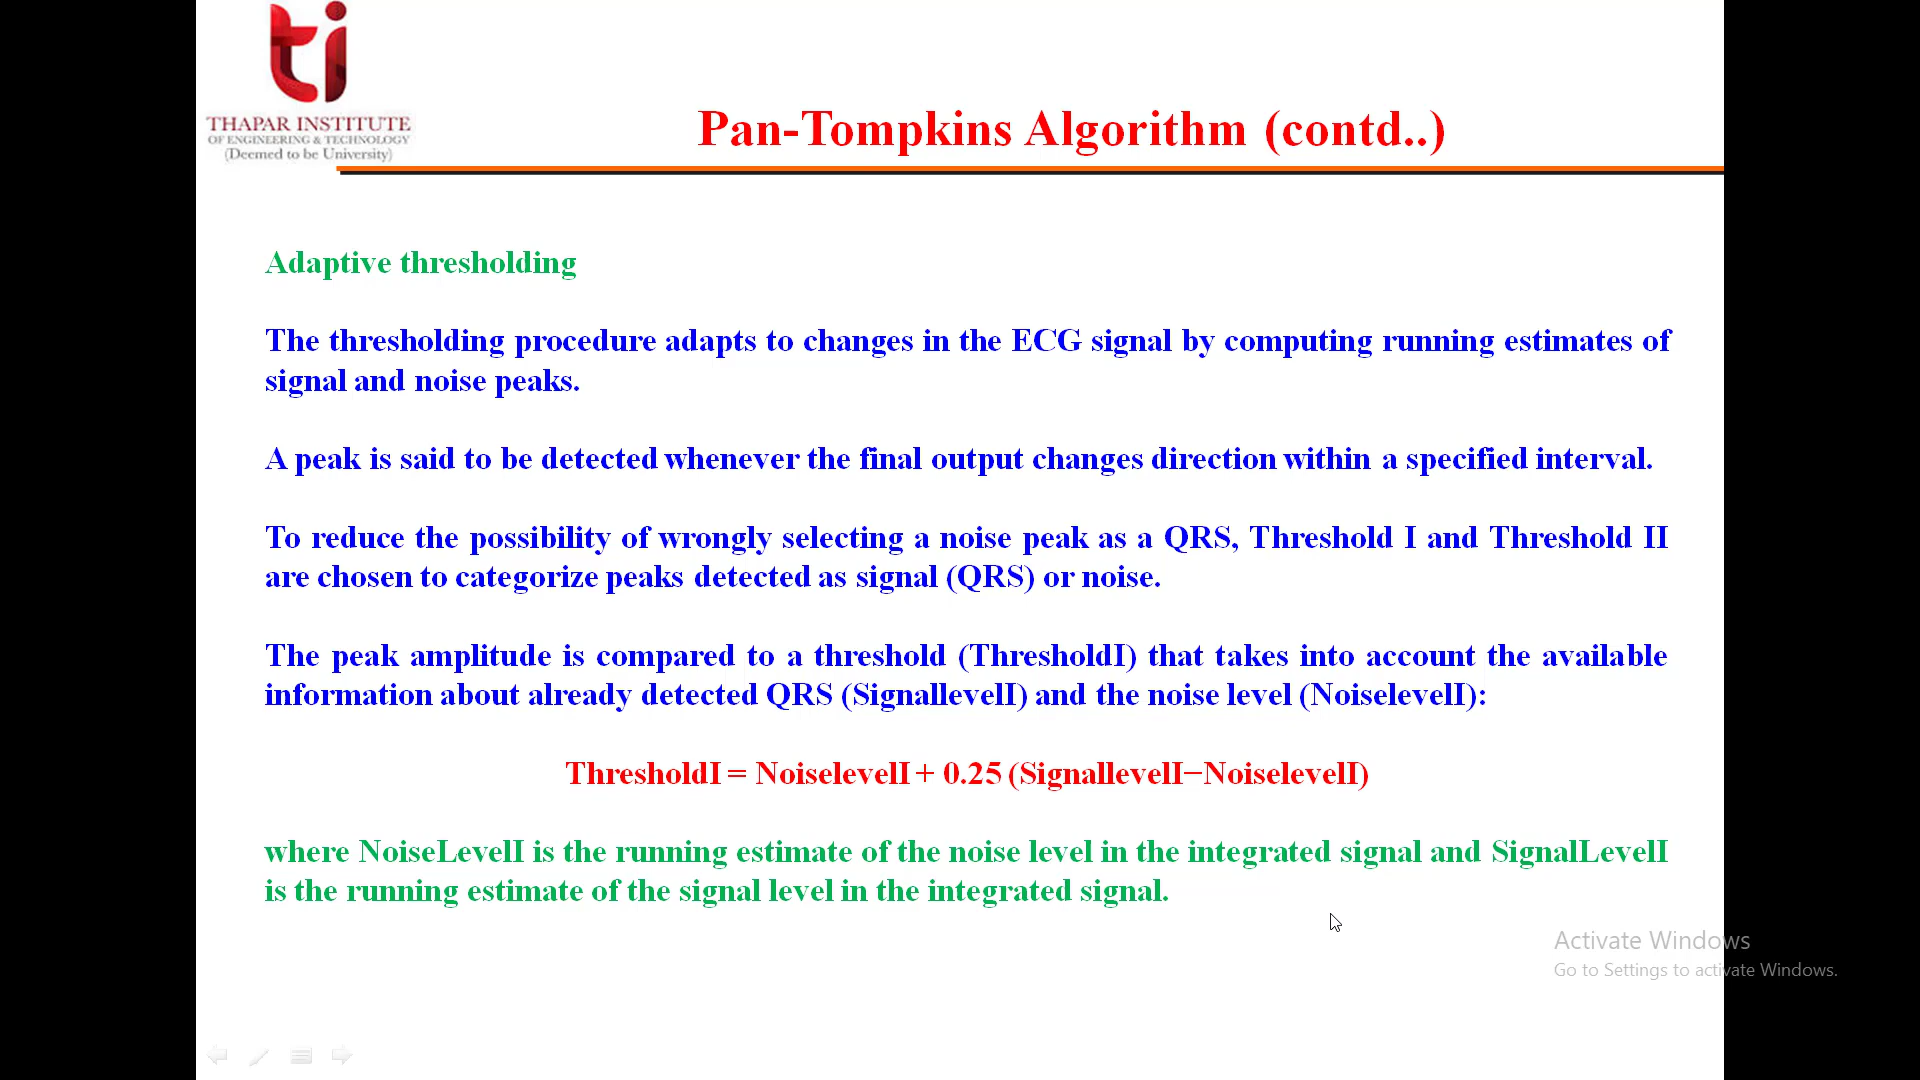 THAPAR INSTITUTE
OF ENGINEERING & TECHNOLOGY
(Deemed to be University)
Pan-Tompkins Algorithm (contd..)
Adaptive thresholding
The thresholding procedure adapts to changes in the ECG signal by computing running estimates of
signal and noise peaks.
A peak is said to be detected whenever the final output changes direction within a specified interval.
To reduce the possibility of wrongly selecting a noise peak as a QRS, Threshold I and Threshold II
are chosen to categorize peaks detected as signal (QRS) or noise.
The peak amplitude is compared to a threshold (ThresholdI) that takes into account the available
information about already detected QRS (SignallevelI) and the noise level (NoiselevelI):
ThresholdI = NoiselevelI + 0.25 (SignallevelI−NoiselevelI)
where NoiseLevelI is the running estimate of the noise level in the integrated signal and SignalLevelI
is the running estimate of the signal level in the integrated signal.
Activate Windows
Go to Settings to activate Windows.